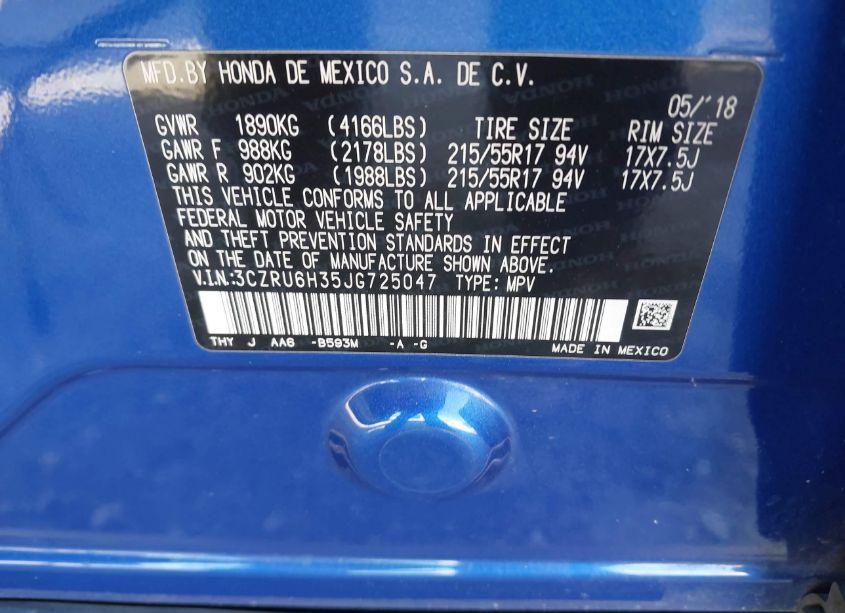 MFD.BY HONDA DE MEXICO S.A. DE C.V.
05/'18
GVWR 1890KG (4166LBS) TIRE SIZE RIM SIZE
GAWR F 988KG (2178LBS) 215/55R17 94V 17X7.5J
GAWR R 902KG (1988LBS) 215/55R17 94V 17X7.5J
THIS VEHICLE CONFORMS TO ALL APPLICABLE
FEDERAL MOTOR VEHICLE SAFETY
AND THEFT PREVENTION STANDARDS IN EFFECT
ON THE DATE OF MANUFACTURE SHOWN ABOVE.
V.I.N:3CZRU6H35JG725047 TYPE: MPV
THY J AA6 -B593M -A -G
MADE IN MEXICO